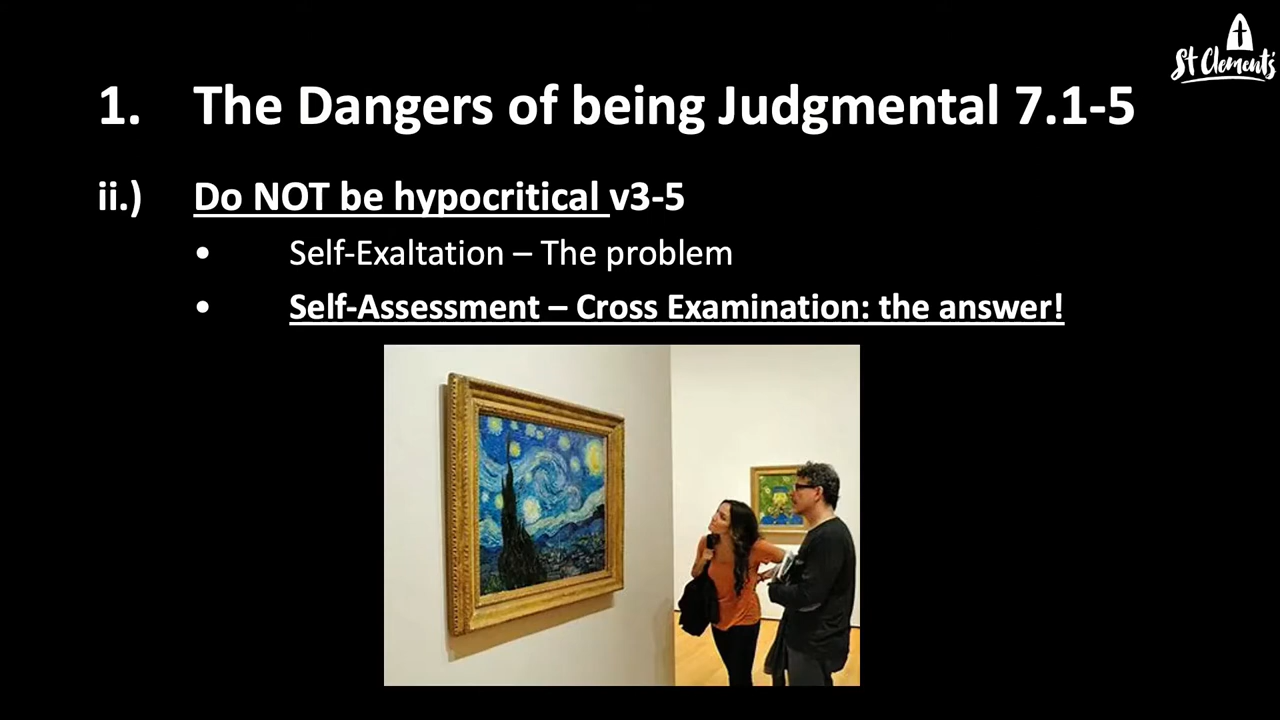 St Clement's
1. The Dangers of being Judgmental 7.1-5
ii.) Do NOT be hypocritical v3-5
• Self-Exaltation – The problem
• Self-Assessment – Cross Examination: the answer!